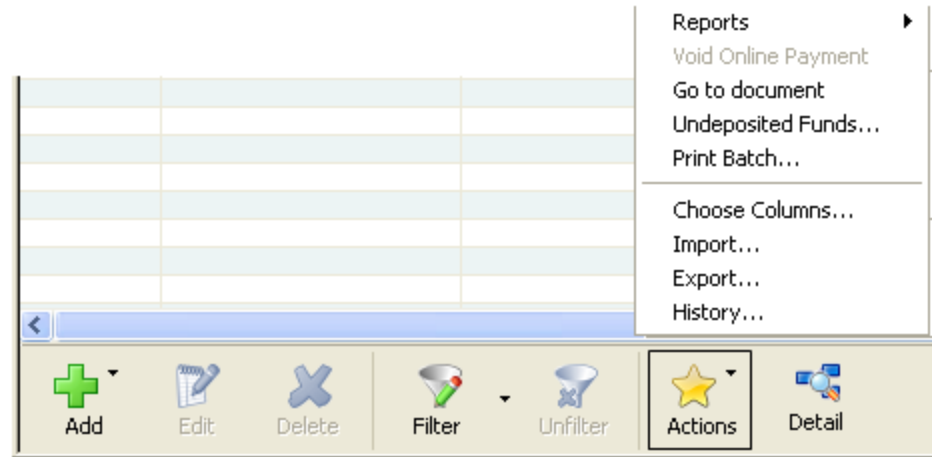 Reports
Void Online Payment
Go to document
Undeposited Funds...
Print Batch...
Choose Columns...
Import...
Export...
History...
Add Edit Delete Filter Unfilter Actions Detail